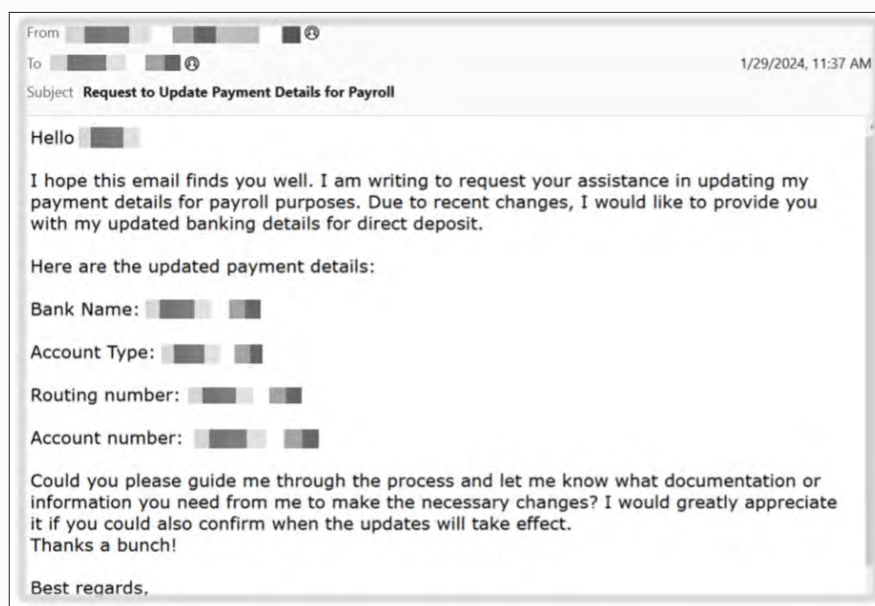 From
To
1/29/2024, 11:37 AM
Subject Request to Update Payment Details for Payroll
Hello
I hope this email finds you well. I am writing to request your assistance in updating my
payment details for payroll purposes. Due to recent changes, I would like to provide you
with my updated banking details for direct deposit.
Here are the updated payment details:
Bank Name:
Account Type:
Routing number:
Account number:
Could you please guide me through the process and let me know what documentation or
information you need from me to make the necessary changes? I would greatly appreciate
it if you could also confirm when the updates will take effect.
Thanks a bunch!
Best regards,